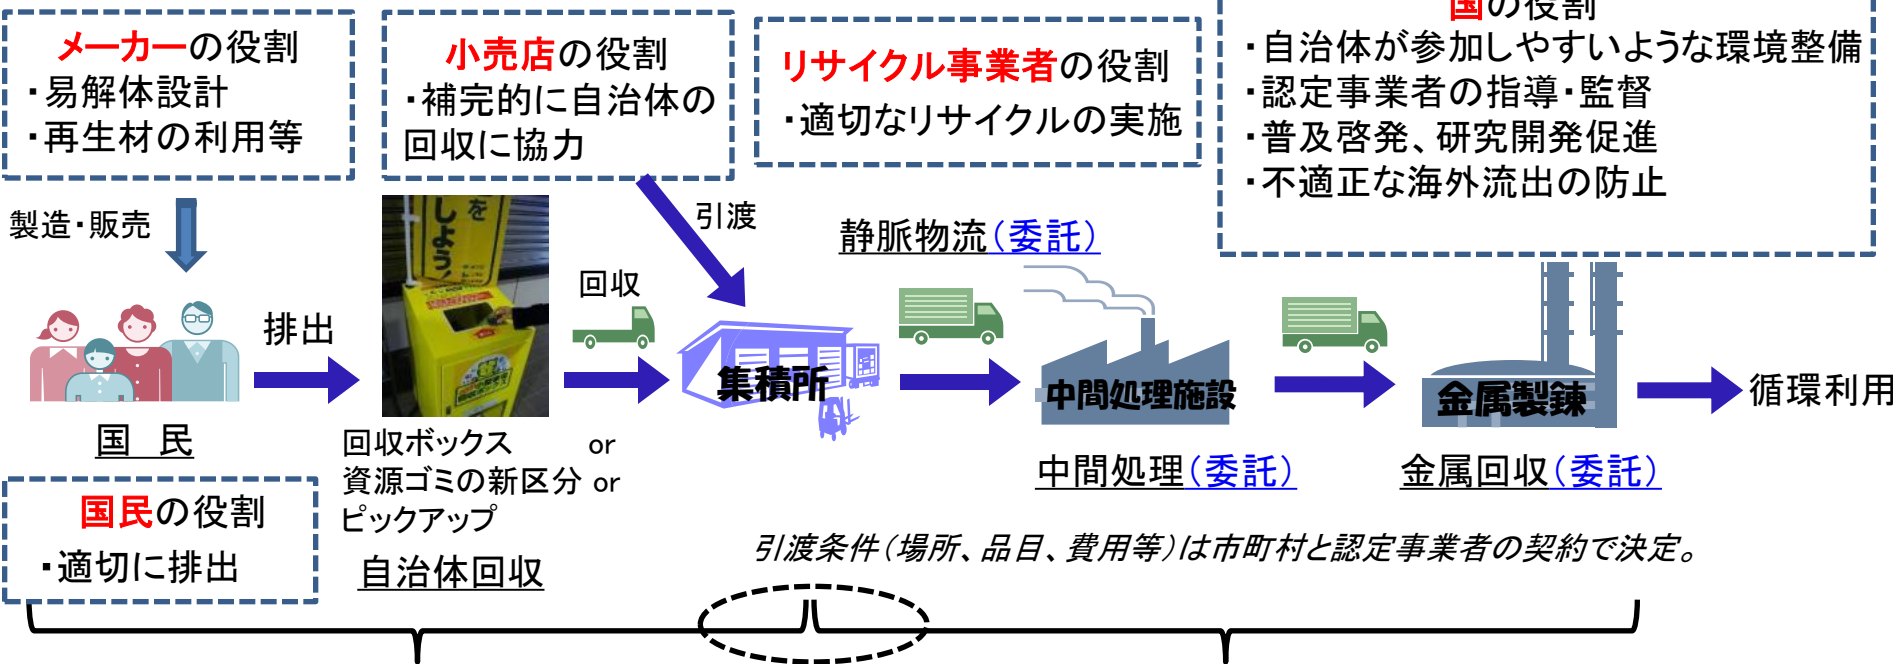 メーカーの役割
・易解体設計
・再生材の利用等
小売店の役割
・補完的に自治体の
回収に協力
リサイクル事業者の役割
・適切なリサイクルの実施
国の役割
・自治体が参加しやすいような環境整備
・認定事業者の指導・監督
・普及啓発、研究開発促進
・不適正な海外流出の防止
製造・販売
引渡
静脈物流(委託)
を
しよう!
回収
排出
集積所
中間処理施設
金属製錬
循環利用
国 民
回収ボックス or
資源ゴミの新区分 or
ピックアップ
自治体回収
中間処理(委託)
金属回収(委託)
国民の役割
・適切に排出
引渡条件(場所、品目、費用等)は市町村と認定事業者の契約で決定。